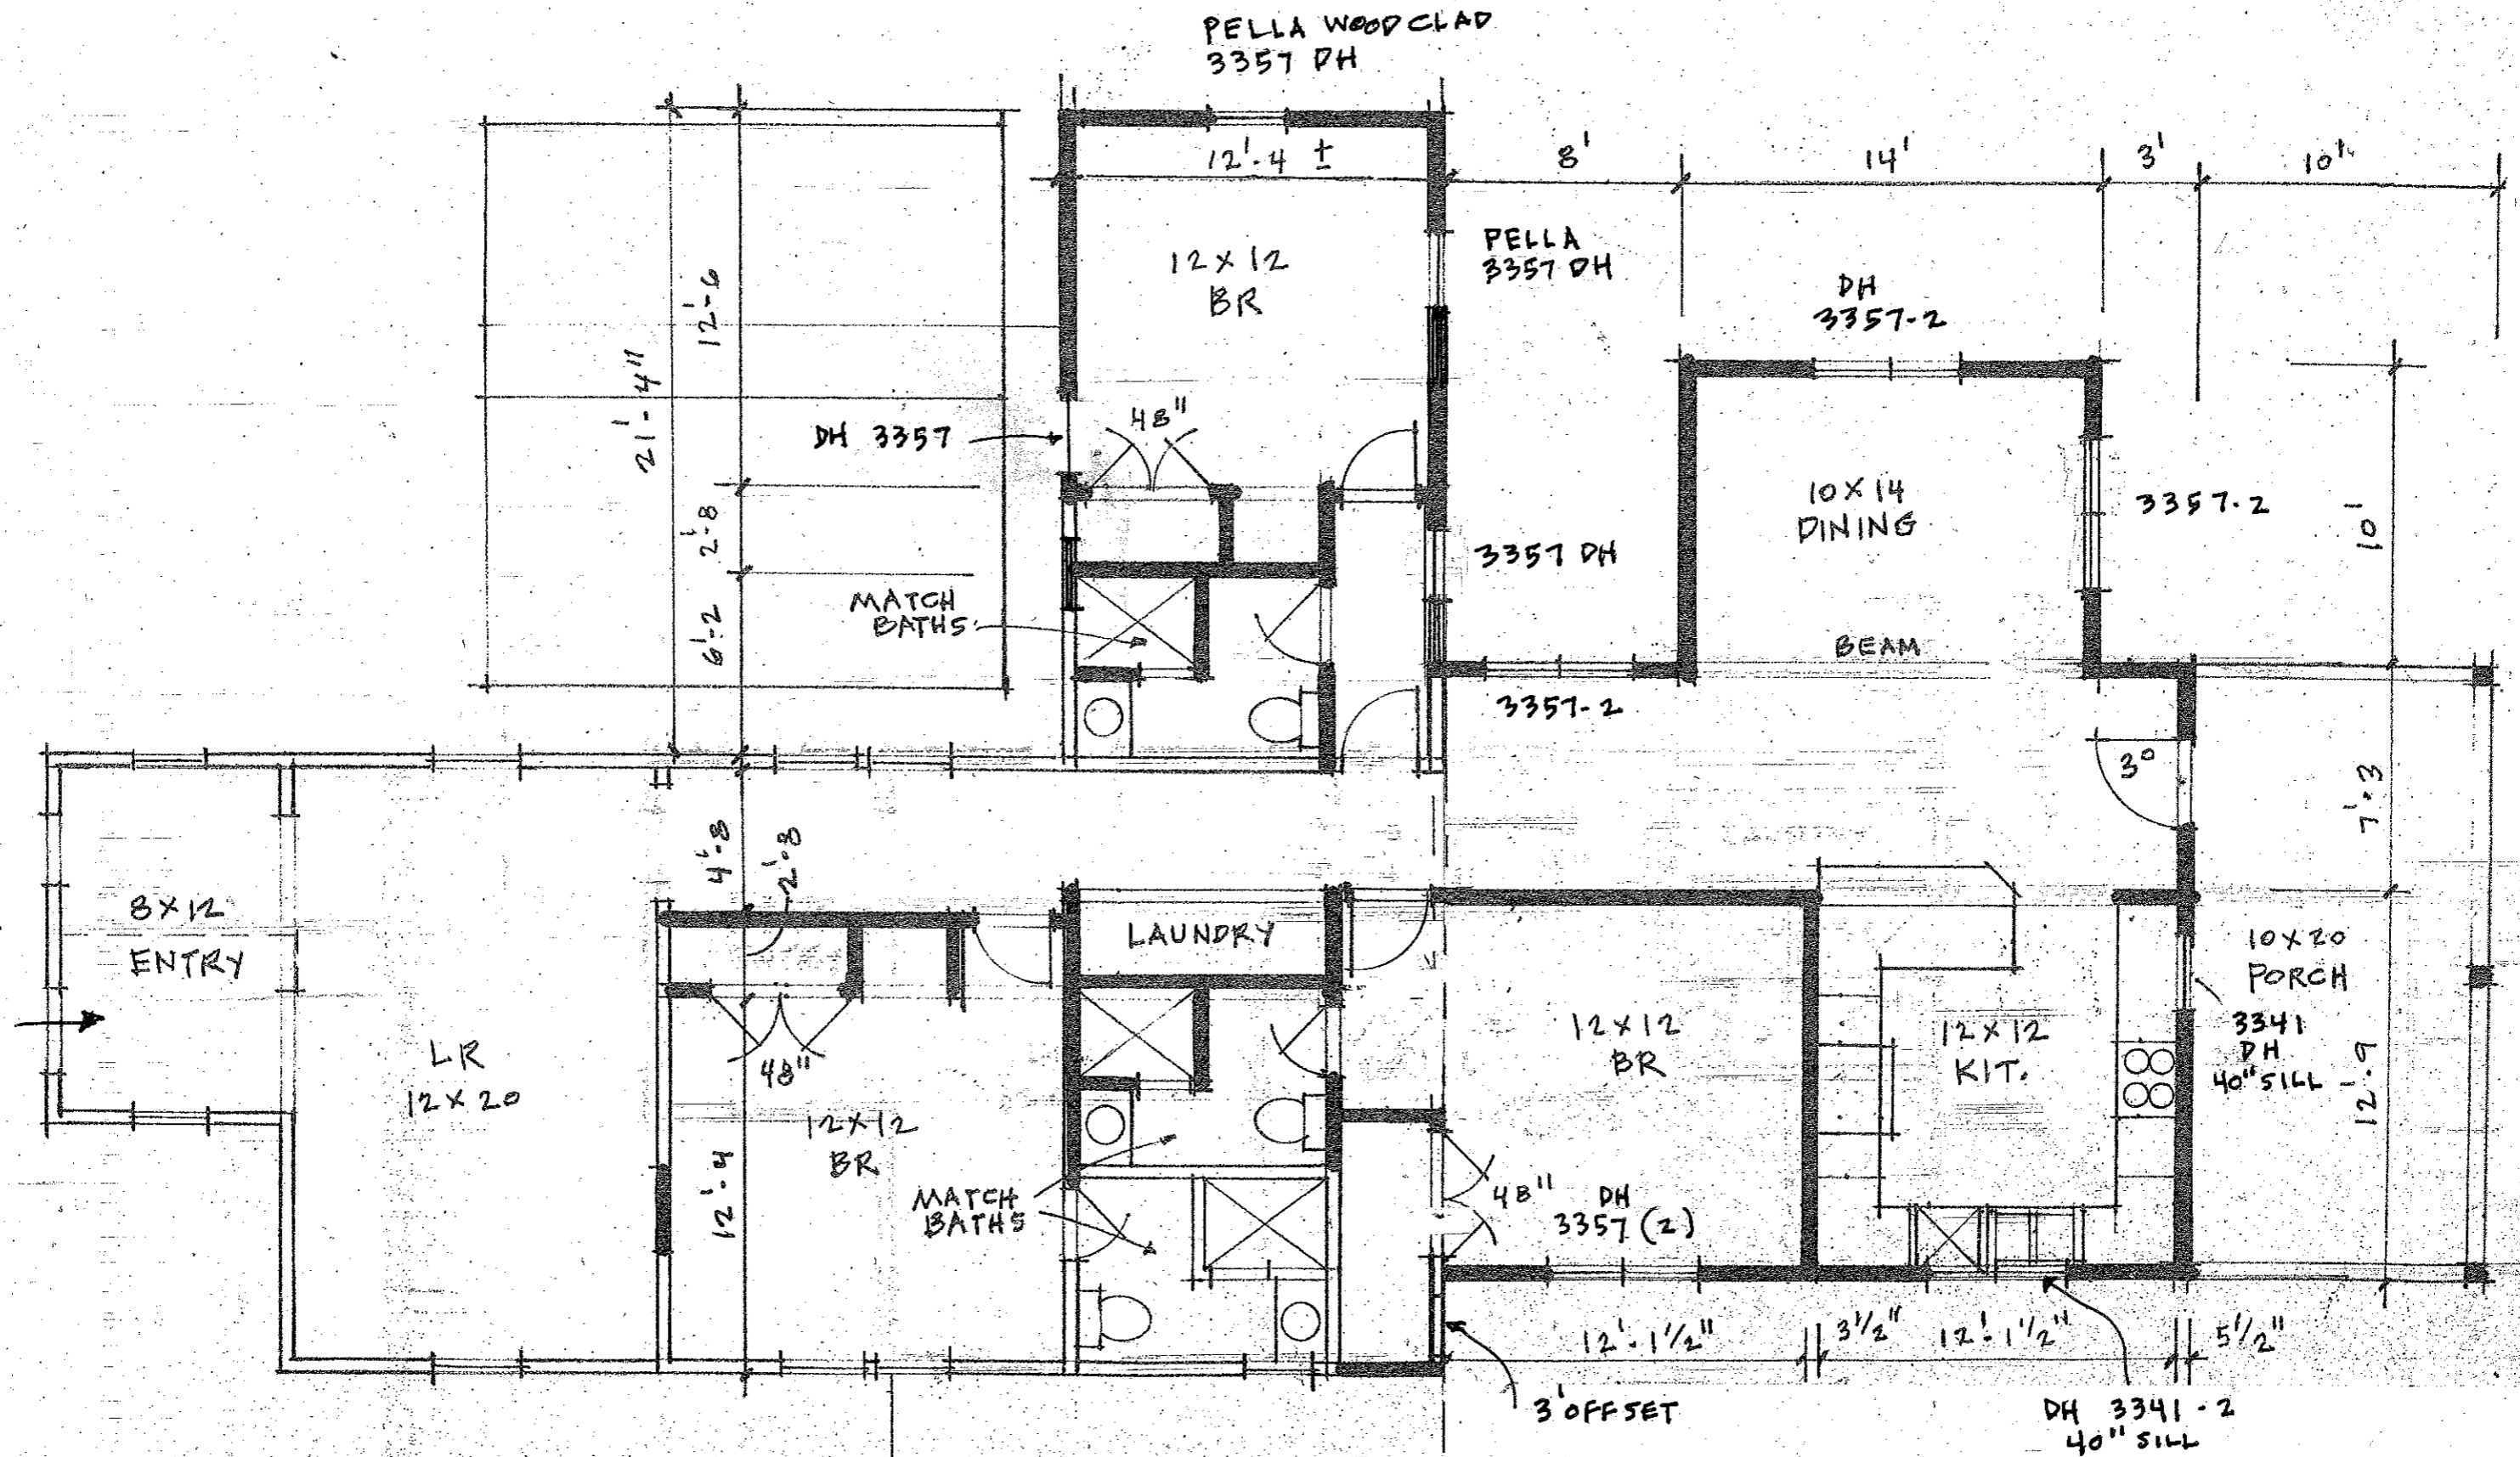 PELLA WOODCLAD
3357 DH
12'-4 ±
8'
14'
3'
10'
PELLA
3357 DH
12 X 12
BR
DH
3357-2
21'-4"
12'-6
DH 3357
48"
10 X 14
DINING
3357-2
10'
2'-8
3357 DH
MATCH
BATHS
6'-2
BEAM
3357-2
3⁰
7'-3
4'-8
2'-8
8 X 12
ENTRY
LAUNDRY
10 X 20
PORCH
3341
DH
40" SILL
LR
12 X 20
48"
12 X 12
BR
12 X 12
BR
12 X 12
KIT.
12'-9
12'-4
MATCH
BATHS
48"
DH
3357 (2)
12'-1 1/2"
3 1/2"
12'-1 1/2"
5 1/2"
3' OFFSET
DH 3341-2
40" SILL